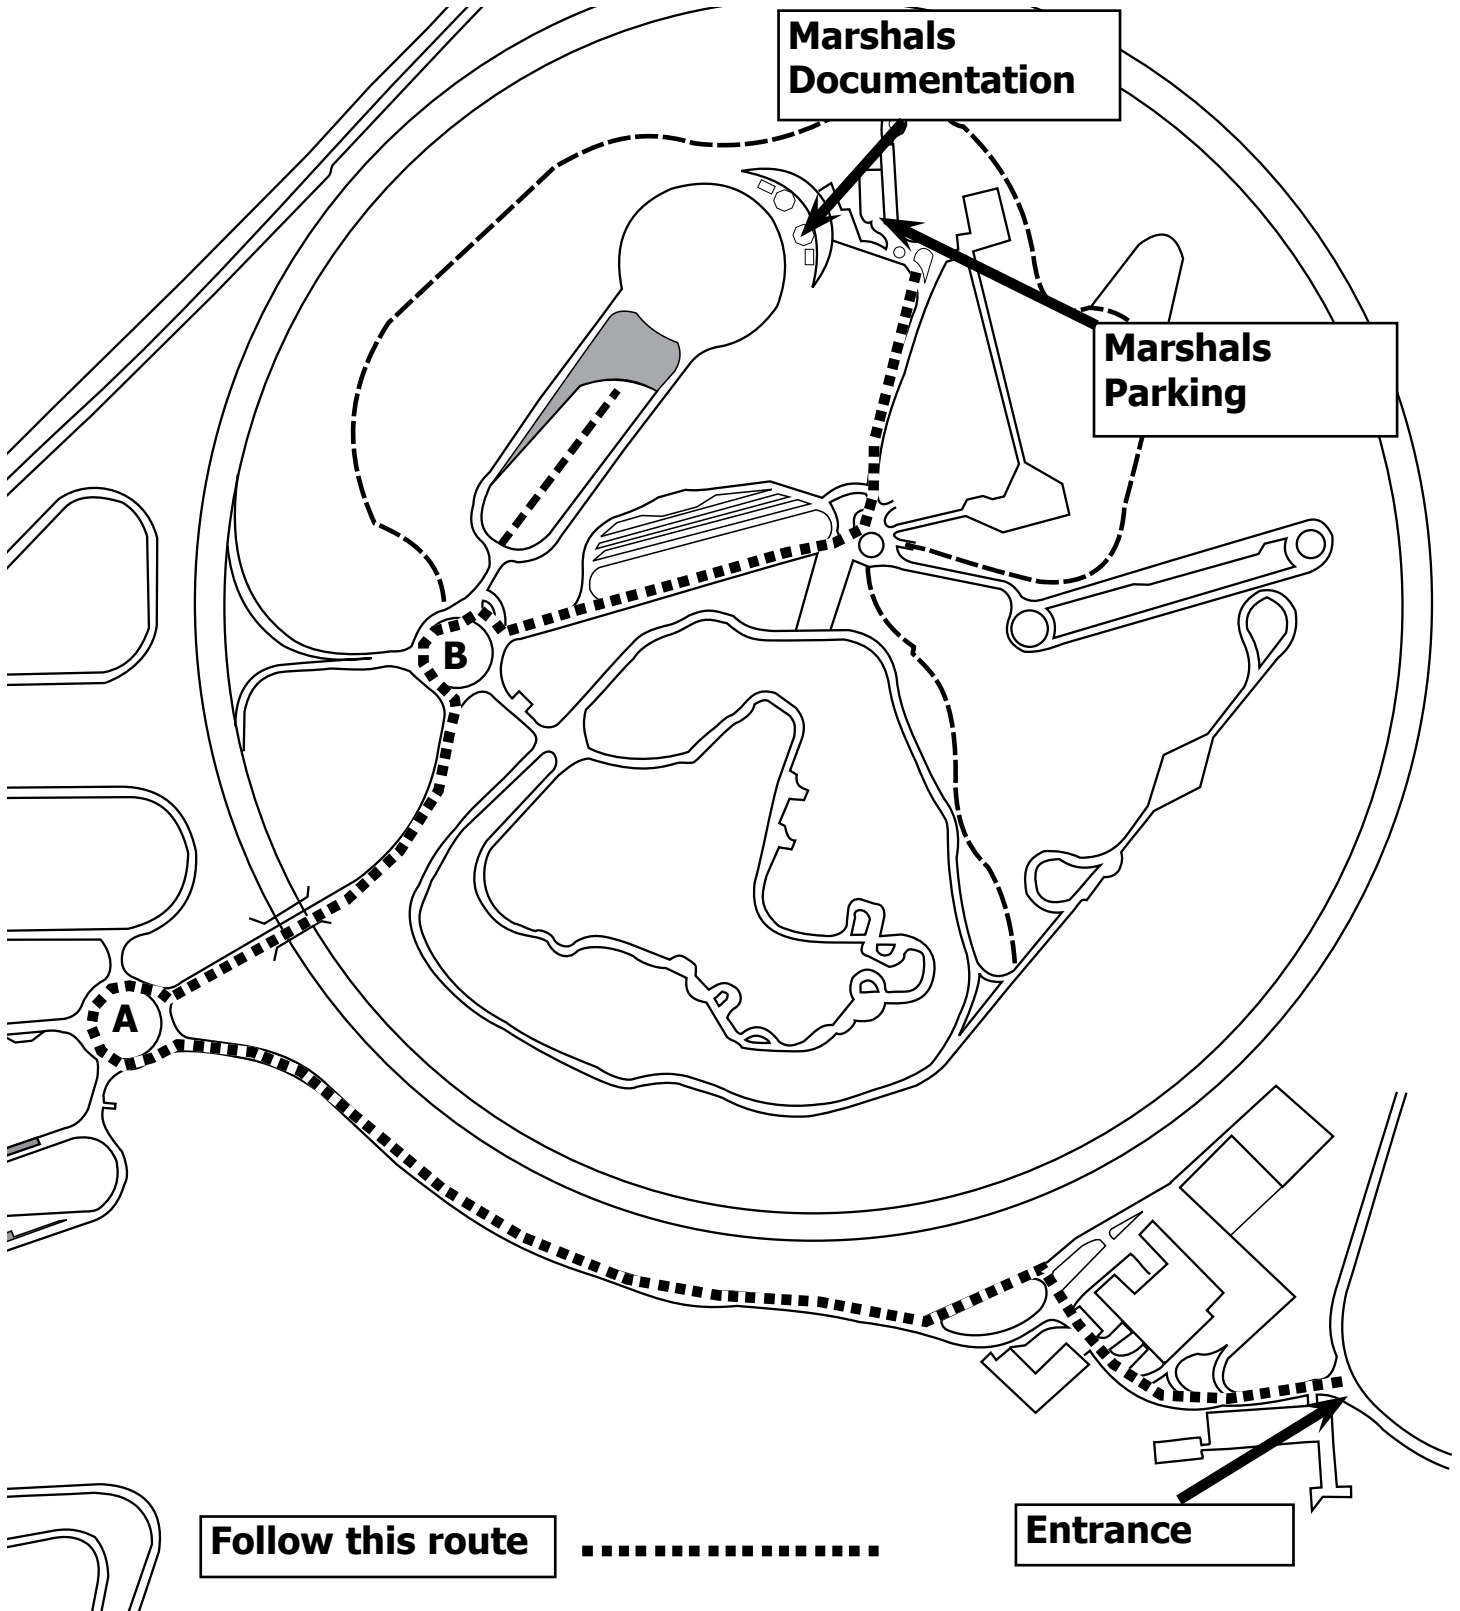 Marshals
Documentation
Marshals
Parking
B
A
Follow this route
Entrance